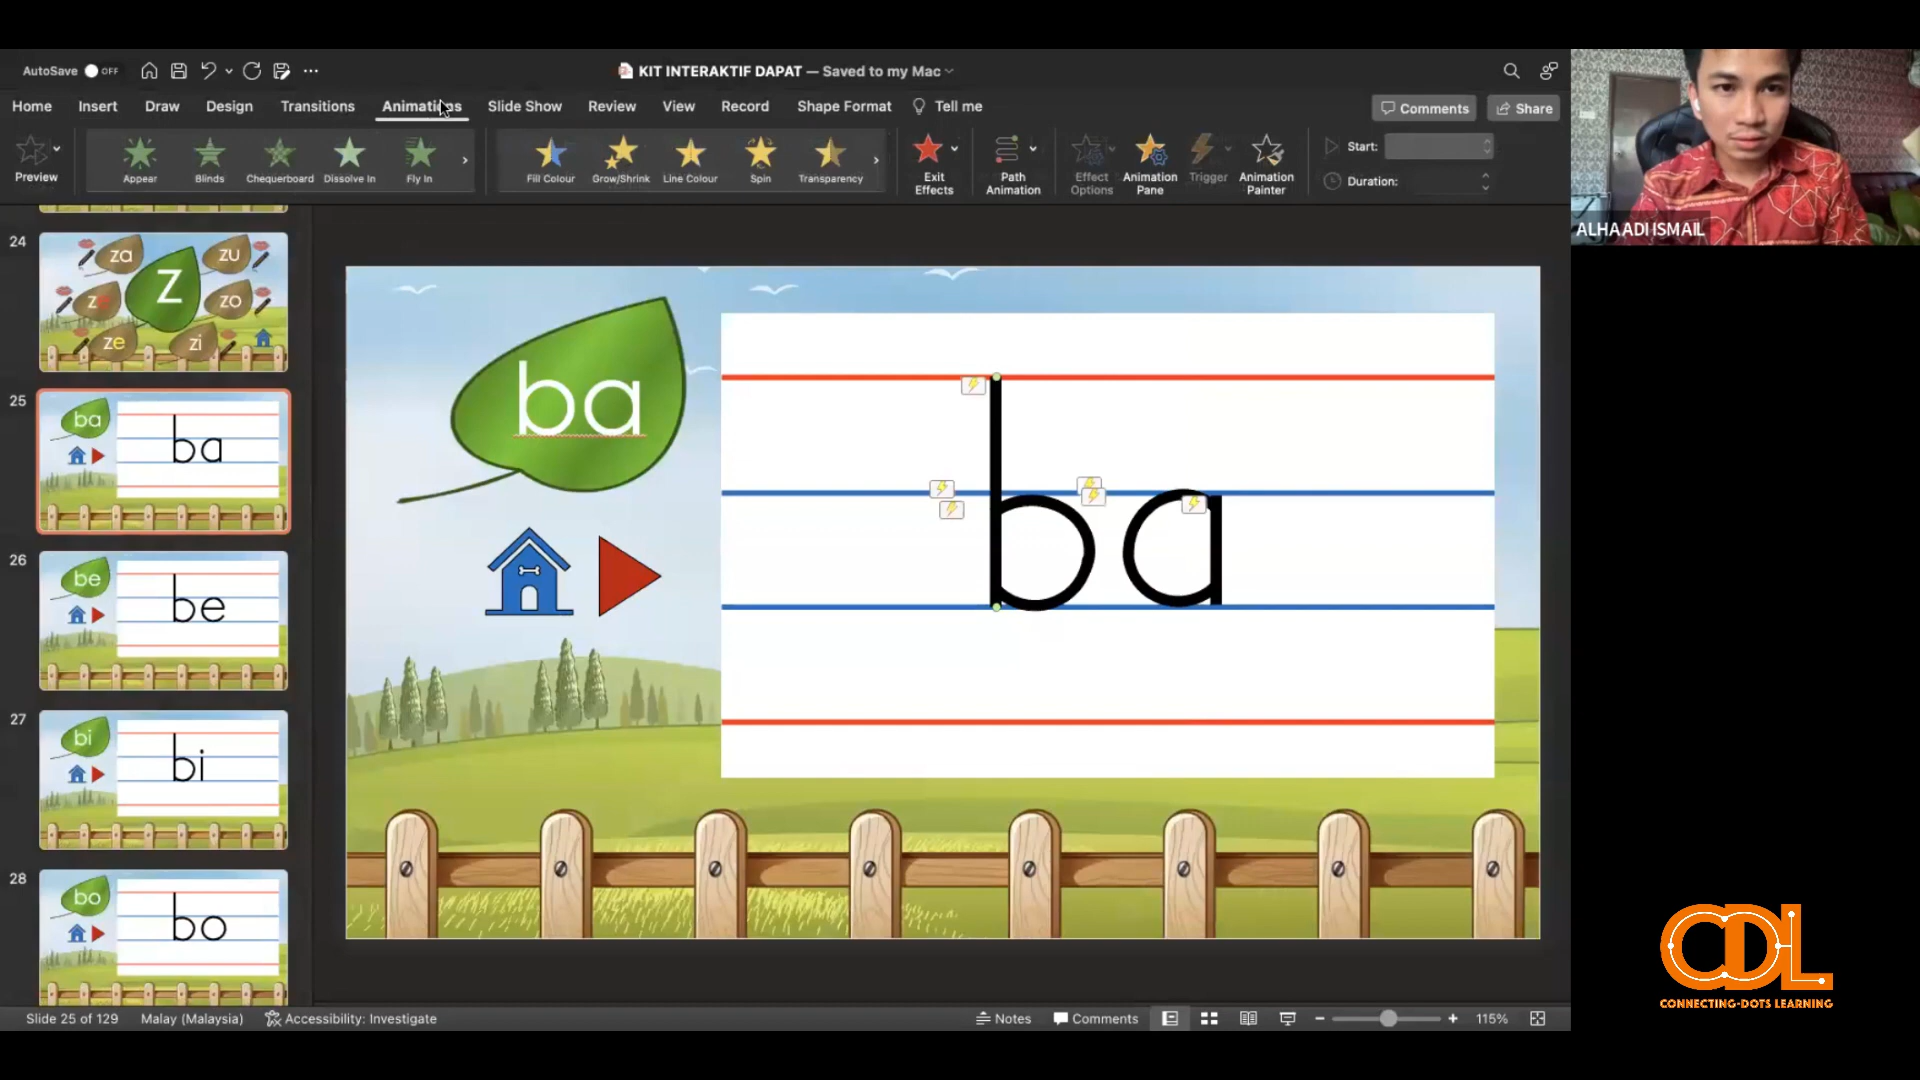 AutoSave OFF
KIT INTERAKTIF DAPAT — Saved to my Mac
Home Insert Draw Design Transitions Animations Slide Show Review View Record Shape Format Tell me
Comments Share
Preview
Appear Blinds Chequerboard Dissolve In Fly In
Fill Colour Grow/Shrink Line Colour Spin Transparency
Exit Effects
Path Animation
Effect Options
Animation Pane
Trigger
Animation Painter
Start:
Duration:
ALHAADI ISMAIL
24
za zu
Z
zo
ze zi
25
ba
ba
26
be
be
27
bi
bi
28
bo
bo
ba
ba
Slide 25 of 129 Malay (Malaysia) Accessibility: Investigate
Notes Comments 115%
CDL
CONNECTING-DOTS LEARNING